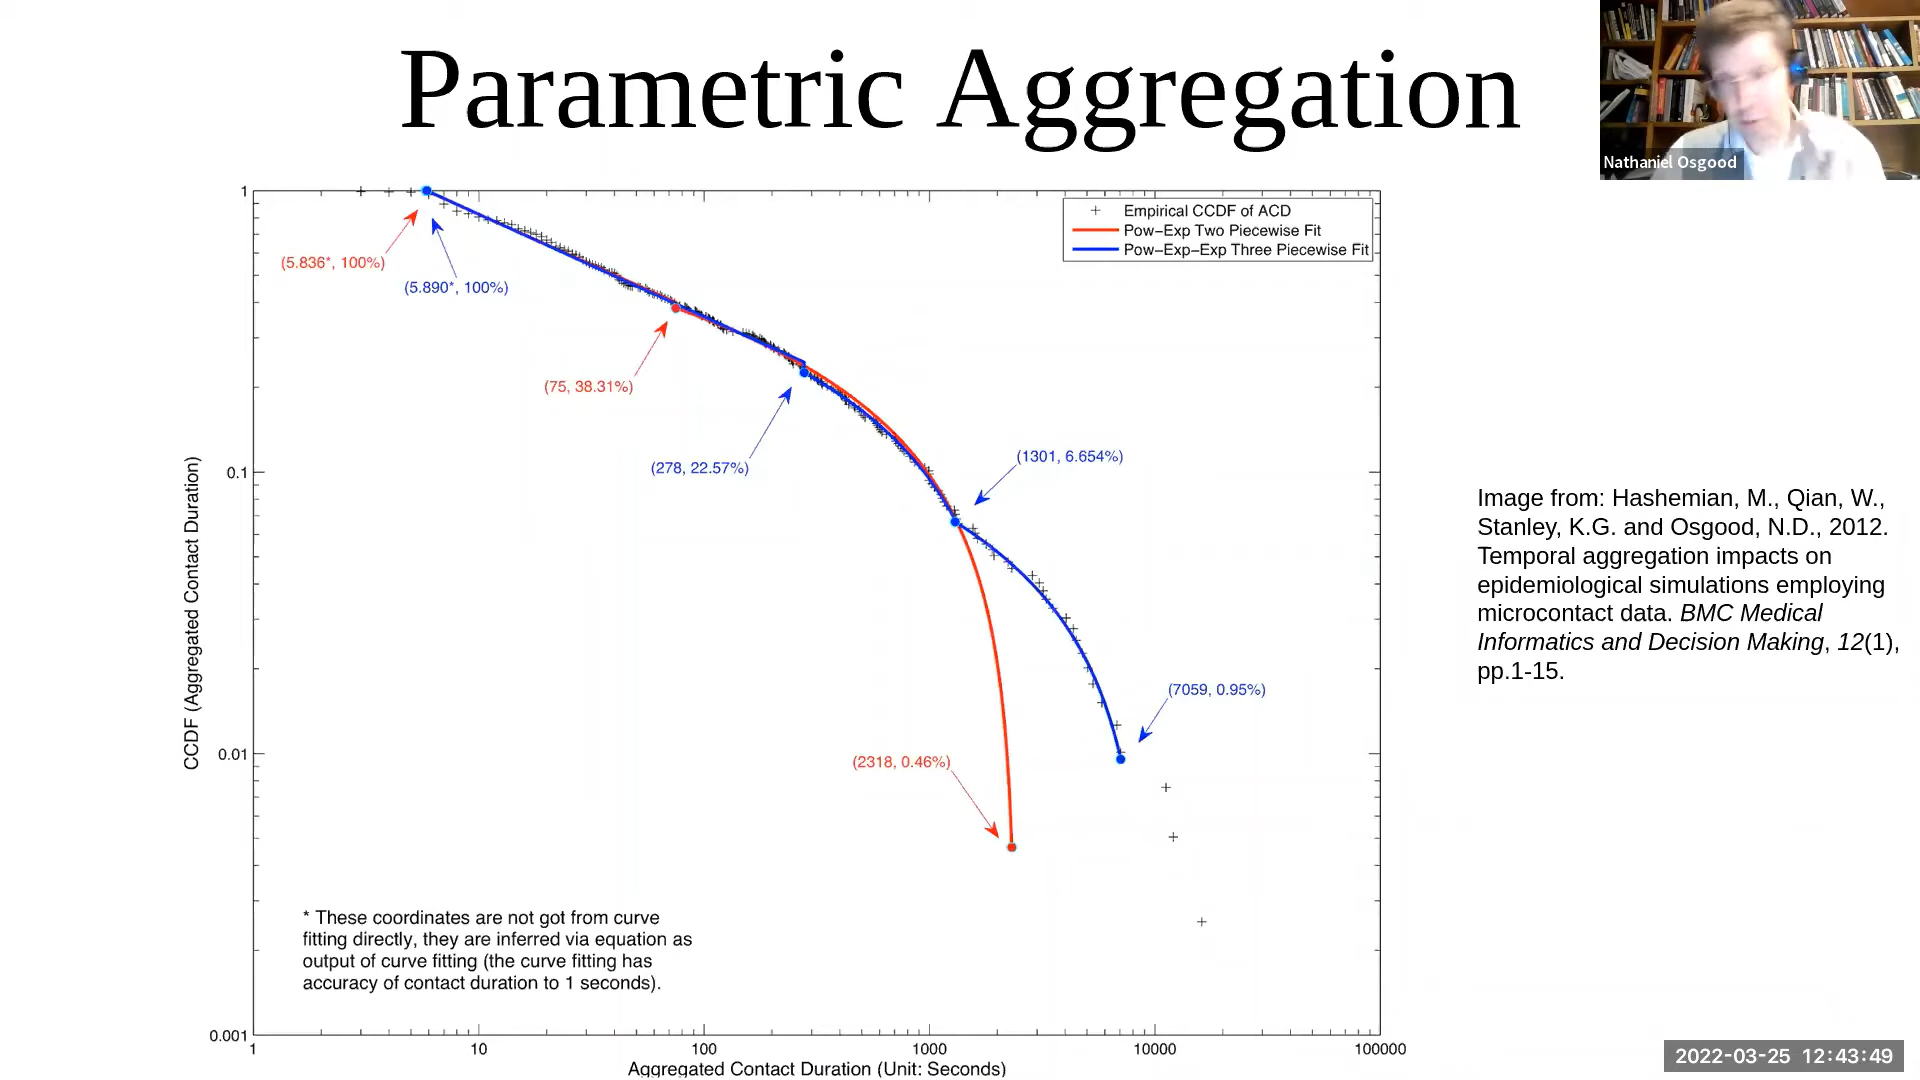 Parametric Aggregation
Nathaniel Osgood
1
0.1
0.01
0.001
CCDF (Aggregated Contact Duration)
Empirical CCDF of ACD
Pow−Exp Two Piecewise Fit
Pow−Exp−Exp Three Piecewise Fit
(5.836*, 100%)
(5.890*, 100%)
(75, 38.31%)
(278, 22.57%)
(1301, 6.654%)
(7059, 0.95%)
(2318, 0.46%)
* These coordinates are not got from curve
fitting directly, they are inferred via equation as
output of curve fitting (the curve fitting has
accuracy of contact duration to 1 seconds).
1 10 100 1000 10000 100000
Aggregated Contact Duration (Unit: Seconds)
Image from: Hashemian, M., Qian, W.,
Stanley, K.G. and Osgood, N.D., 2012.
Temporal aggregation impacts on
epidemiological simulations employing
microcontact data. BMC Medical
Informatics and Decision Making, 12(1),
pp.1-15.
2022-03-25 12:43:49